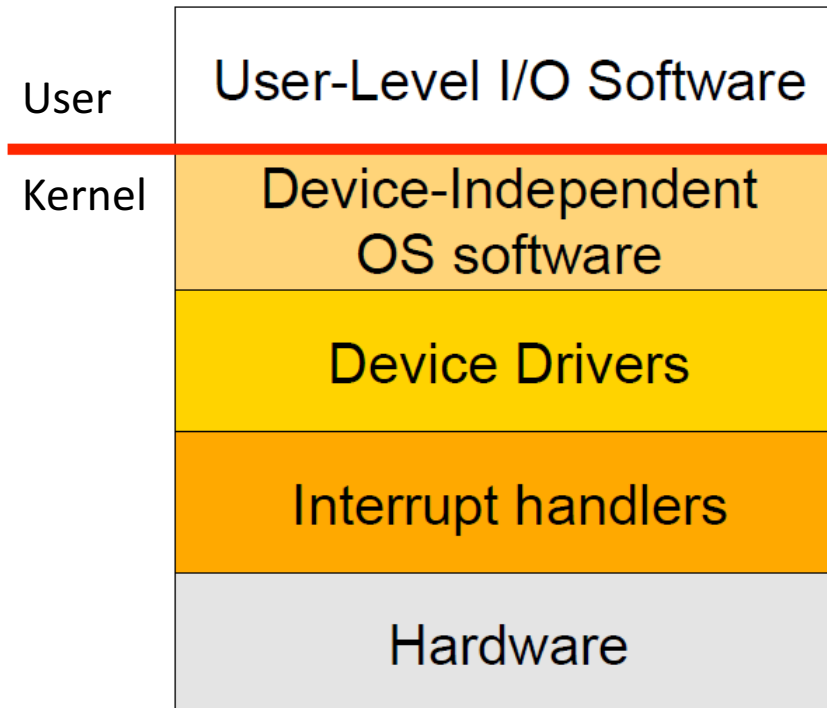 User
User-Level I/O Software
Kernel
Device-Independent
OS software
Device Drivers
Interrupt handlers
Hardware